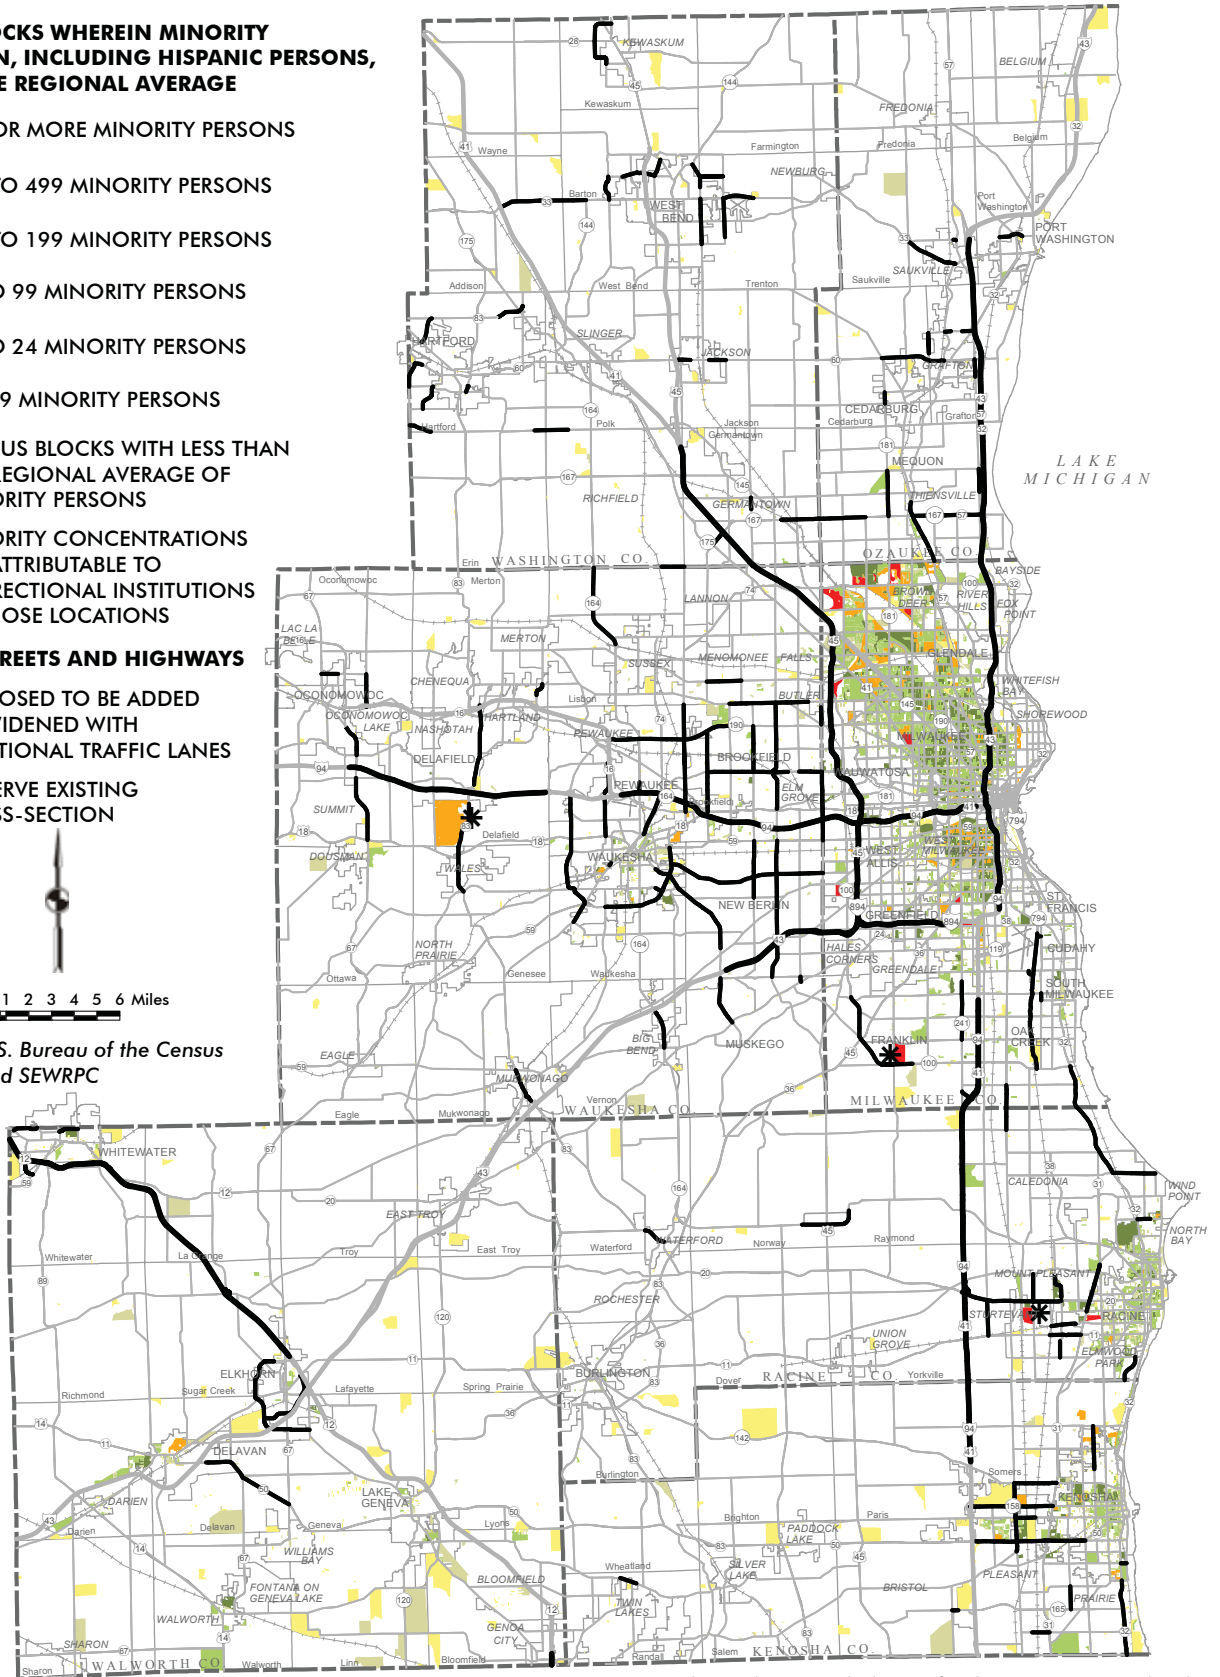 OCKS WHEREIN MINORITY
N, INCLUDING HISPANIC PERSONS,
E REGIONAL AVERAGE
OR MORE MINORITY PERSONS
TO 499 MINORITY PERSONS
TO 199 MINORITY PERSONS
O 99 MINORITY PERSONS
O 24 MINORITY PERSONS
9 MINORITY PERSONS
US BLOCKS WITH LESS THAN
REGIONAL AVERAGE OF
ORITY PERSONS
ORITY CONCENTRATIONS
ATTRIBUTABLE TO
RECTIONAL INSTITUTIONS
OSE LOCATIONS
REETS AND HIGHWAYS
POSED TO BE ADDED
WIDENED WITH
TIONAL TRAFFIC LANES
ERVE EXISTING
SS-SECTION
1 2 3 4 5 6 Miles
S. Bureau of the Census
d SEWRPC
KEWASKUM
Kewaskum
BELGIUM
FREDONIA
Fredonia
Belgium
Wayne
Farmington
NEWBURG
Barton
WEST
BEND
Port
Washington
PORT
WASHINGTON
SAUKVILLE
Saukville
Addison
West Bend
Trenton
HARTFORD
SLINGER
JACKSON
GRAFTON
CEDARBURG
Cedarburg
Grafton
Hartford
Polk
Jackson
Germantown
MEQUON
LAKE
MICHIGAN
RICHFIELD
GERMANTOWN
THIENSVILLE
Erin
WASHINGTON CO.
OZAUKEE CO.
Oconomowoc
Merton
LANNON
BROWN
DEER
BAYSIDE
RIVER
HILLS
FOX
POINT
LAC LA
BELLE
MERTON
SUSSEX
MENOMONEE FALLS
GLENDALE
CHENEQUA
OCONOMOWOC
Lisbon
BUTLER
WHITEFISH
BAY
OCONOMOWOC
LAKE
NASHOTAH
HARTLAND
PEWAUKEE
SHOREWOOD
MILWAUKEE
DELAFIELD
BROOKFIELD
WAUWATOSA
PEWAUKEE
ELM
GROVE
Brookfield
SUMMIT
Delafield
DOUSMAN
WALES
WAUKESHA
WEST
ALLIS
WEST
MILWAUKEE
NEW BERLIN
GREENFIELD
ST.
FRANCIS
NORTH
PRAIRIE
HALES
CORNERS
GREENDALE
CUDAHY
Ottawa
Genesee
Waukesha
SOUTH
MILWAUKEE
EAGLE
BIG
BEND
MUSKEGO
FRANKLIN
OAK
CREEK
MUKWONAGO
Vernon
Eagle
Mukwonago
WAUKESHA CO.
MILWAUKEE CO.
WHITEWATER
CALEDONIA
WIND
POINT
NORTH
BAY
EAST TROY
Whitewater
La Grange
Troy
East Troy
Waterford
WATERFORD
Norway
Raymond
MOUNT PLEASANT
ROCHESTER
STURTEVANT
RACINE
UNION
GROVE
ELMWOOD
PARK
ELKHORN
BURLINGTON
Richmond
Sugar Creek
Lafayette
Spring Prairie
Dover
RACINE CO.
Yorkville
DELAVAN
Burlington
Somers
DARIEN
LAKE
GENEVA
KENOSHA
Darien
Delavan
Geneva
Lyons
Brighton
Paris
PADDOCK
LAKE
WILLIAMS
BAY
Wheatland
SILVER
LAKE
PLEASANT
PRAIRIE
FONTANA ON
GENEVA LAKE
BLOOMFIELD
BRISTOL
TWIN
LAKES
WALWORTH
GENOA
CITY
SHARON
Sharon
WALWORTH CO
Walworth
Linn
Bloomfield
Randall
Salem
KENOSHA CO.